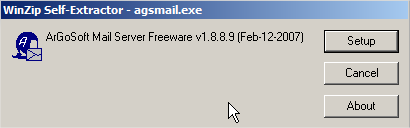 WinZip Self-Extractor - agsmail.exe
ArGoSoft Mail Server Freeware v1.8.8.9 (Feb-12-2007)
Setup
Cancel
About